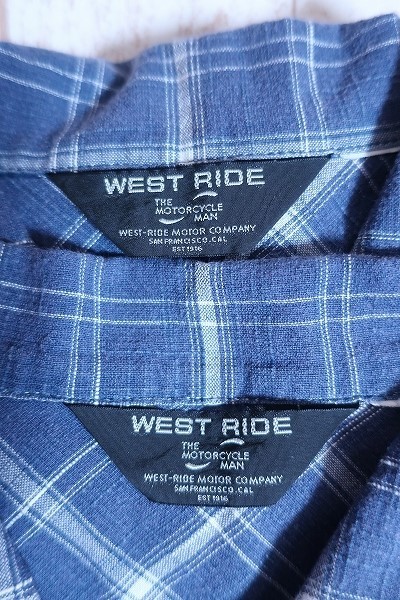 WEST RIDE
THE
MOTORCYCLE
MAN
WEST-RIDE MOTOR COMPANY
SAN FRANCISCO.CAL
EST 1916
WEST RIDE
THE
MOTORCYCLE
MAN
WEST-RIDE MOTOR COMPANY
SAN FRANCISCO.CAL
EST 1916